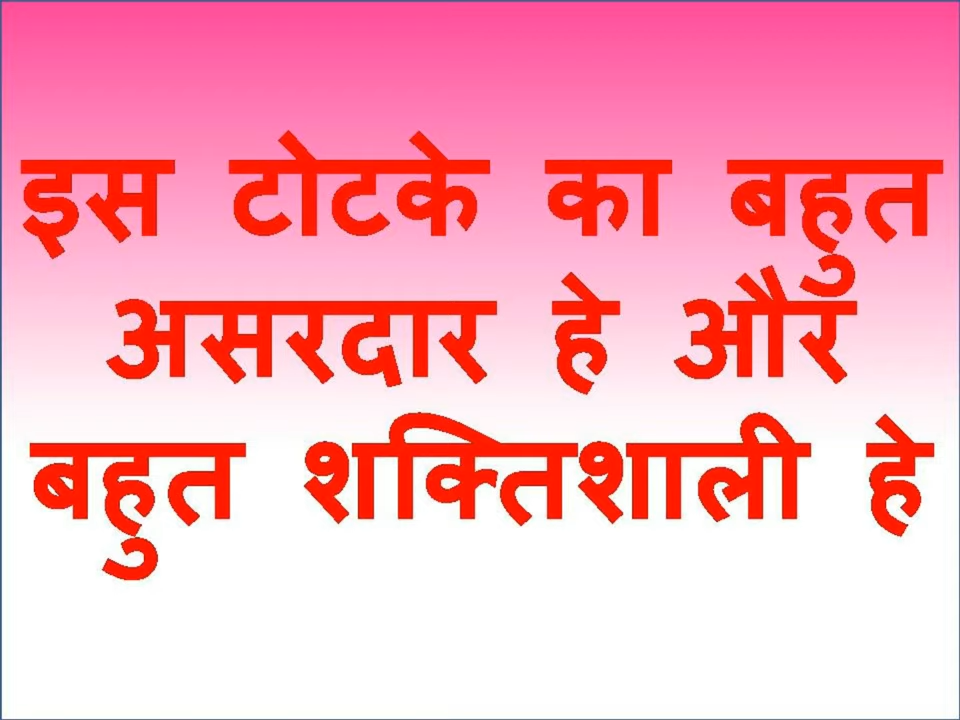 इस टोटके का बहुत
असरदार हे और
बहुत शक्तिशाली हे